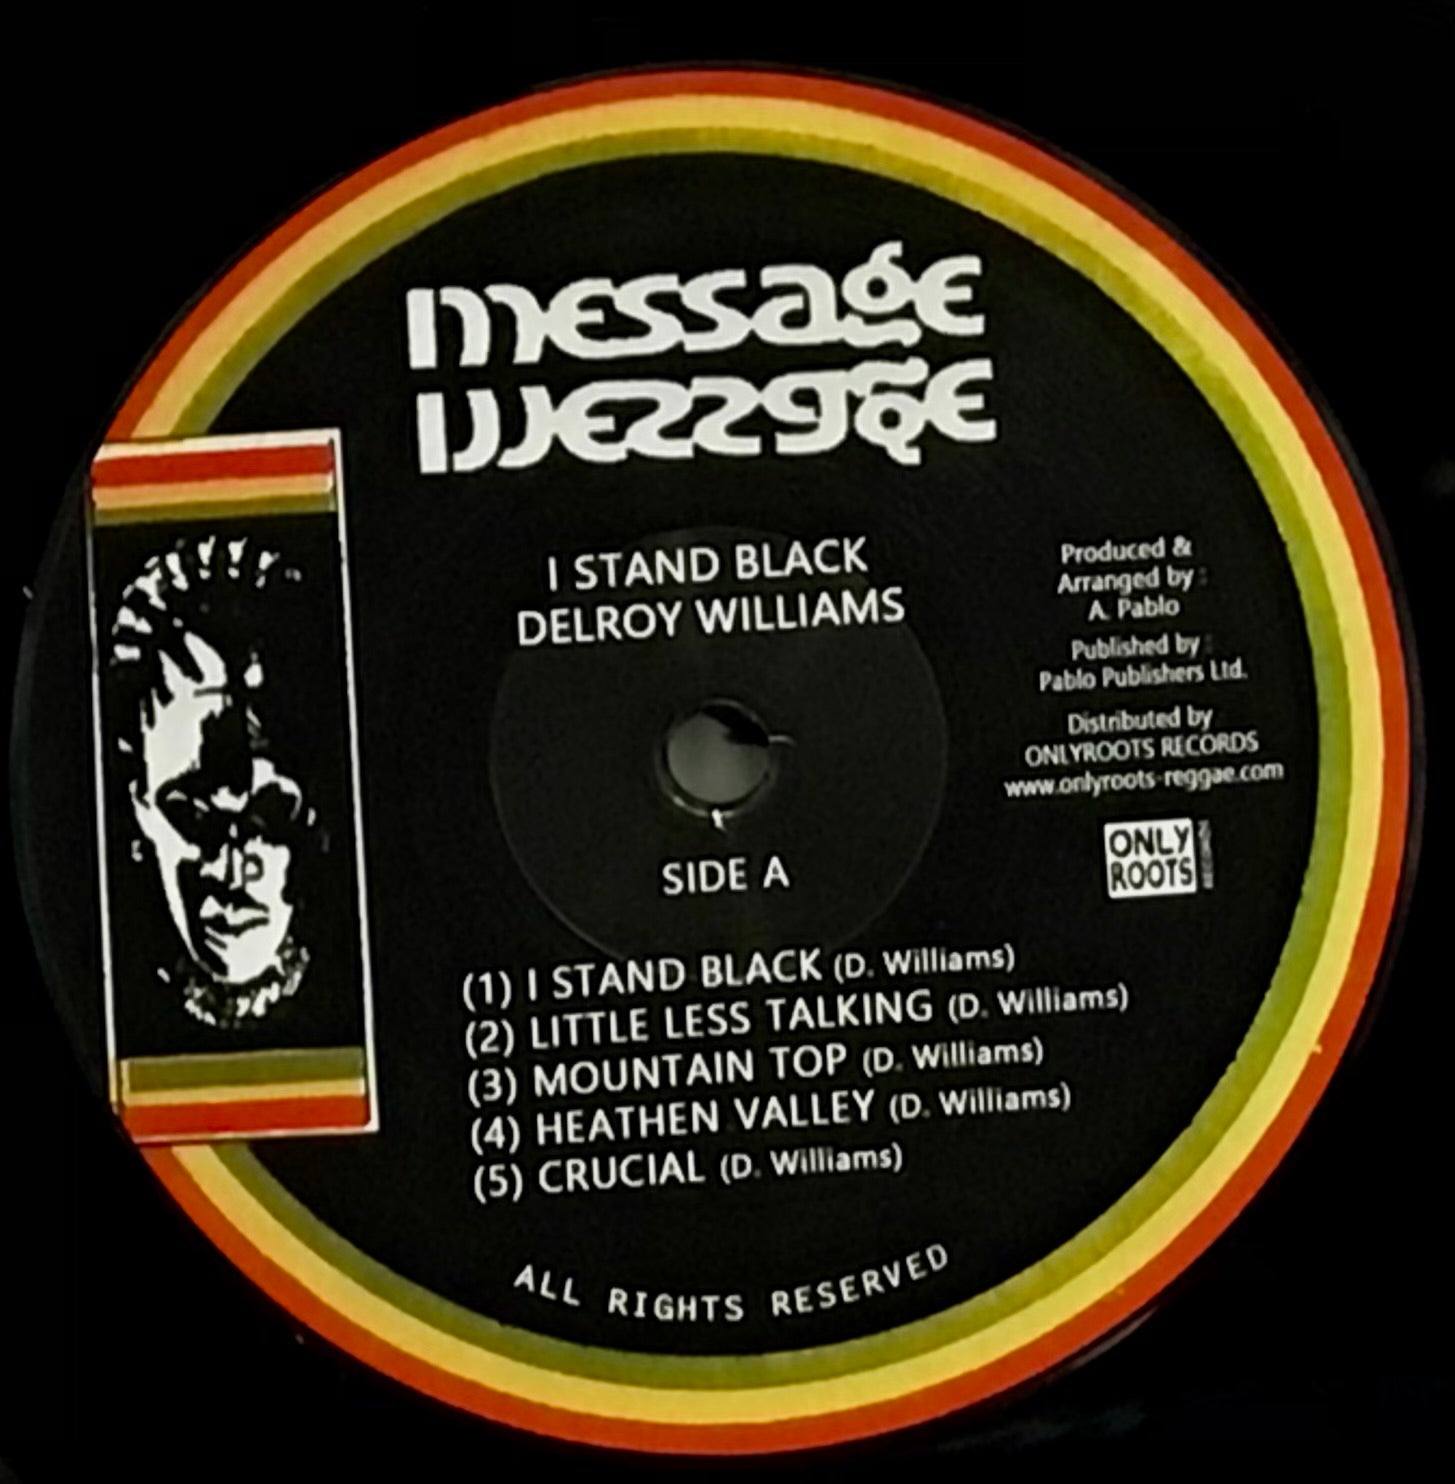 message
message
I STAND BLACK
DELROY WILLIAMS
Produced &
Arranged by :
A. Pablo
Published by :
Pablo Publishers Ltd.
Distributed by
ONLYROOTS RECORDS
www.onlyroots-reggae.com
ONLY
ROOTS
SIDE A
(1) I STAND BLACK (D. Williams)
(2) LITTLE LESS TALKING (D. Williams)
(3) MOUNTAIN TOP (D. Williams)
(4) HEATHEN VALLEY (D. Williams)
(5) CRUCIAL (D. Williams)
ALL RIGHTS RESERVED